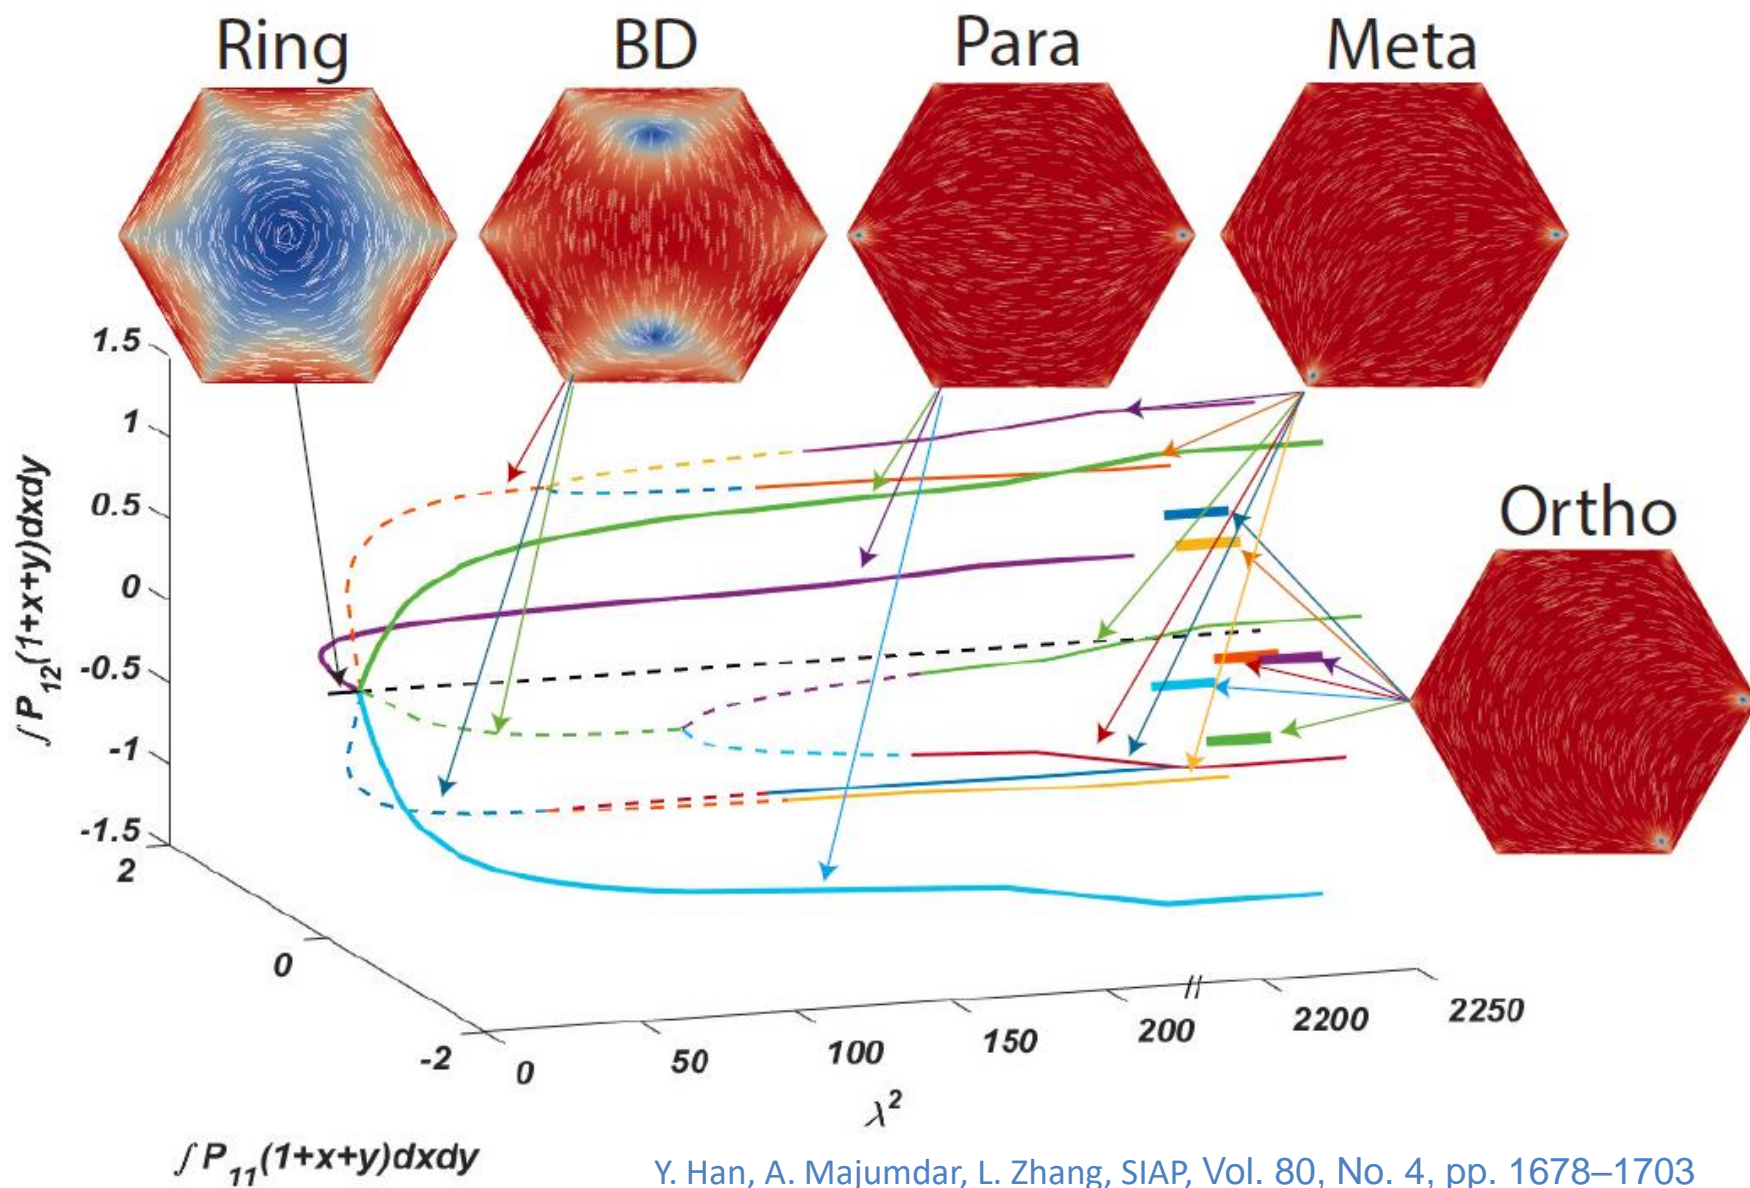 Ring BD Para Meta
Ortho
1.5
1
0.5
0
-0.5
-1
-1.5
∫P12(1+x+y)dxdy
2
0
-2
0 50 100 150 200 2200 2250
λ2
∫P11(1+x+y)dxdy
Y. Han, A. Majumdar, L. Zhang, SIAP, Vol. 80, No. 4, pp. 1678–1703